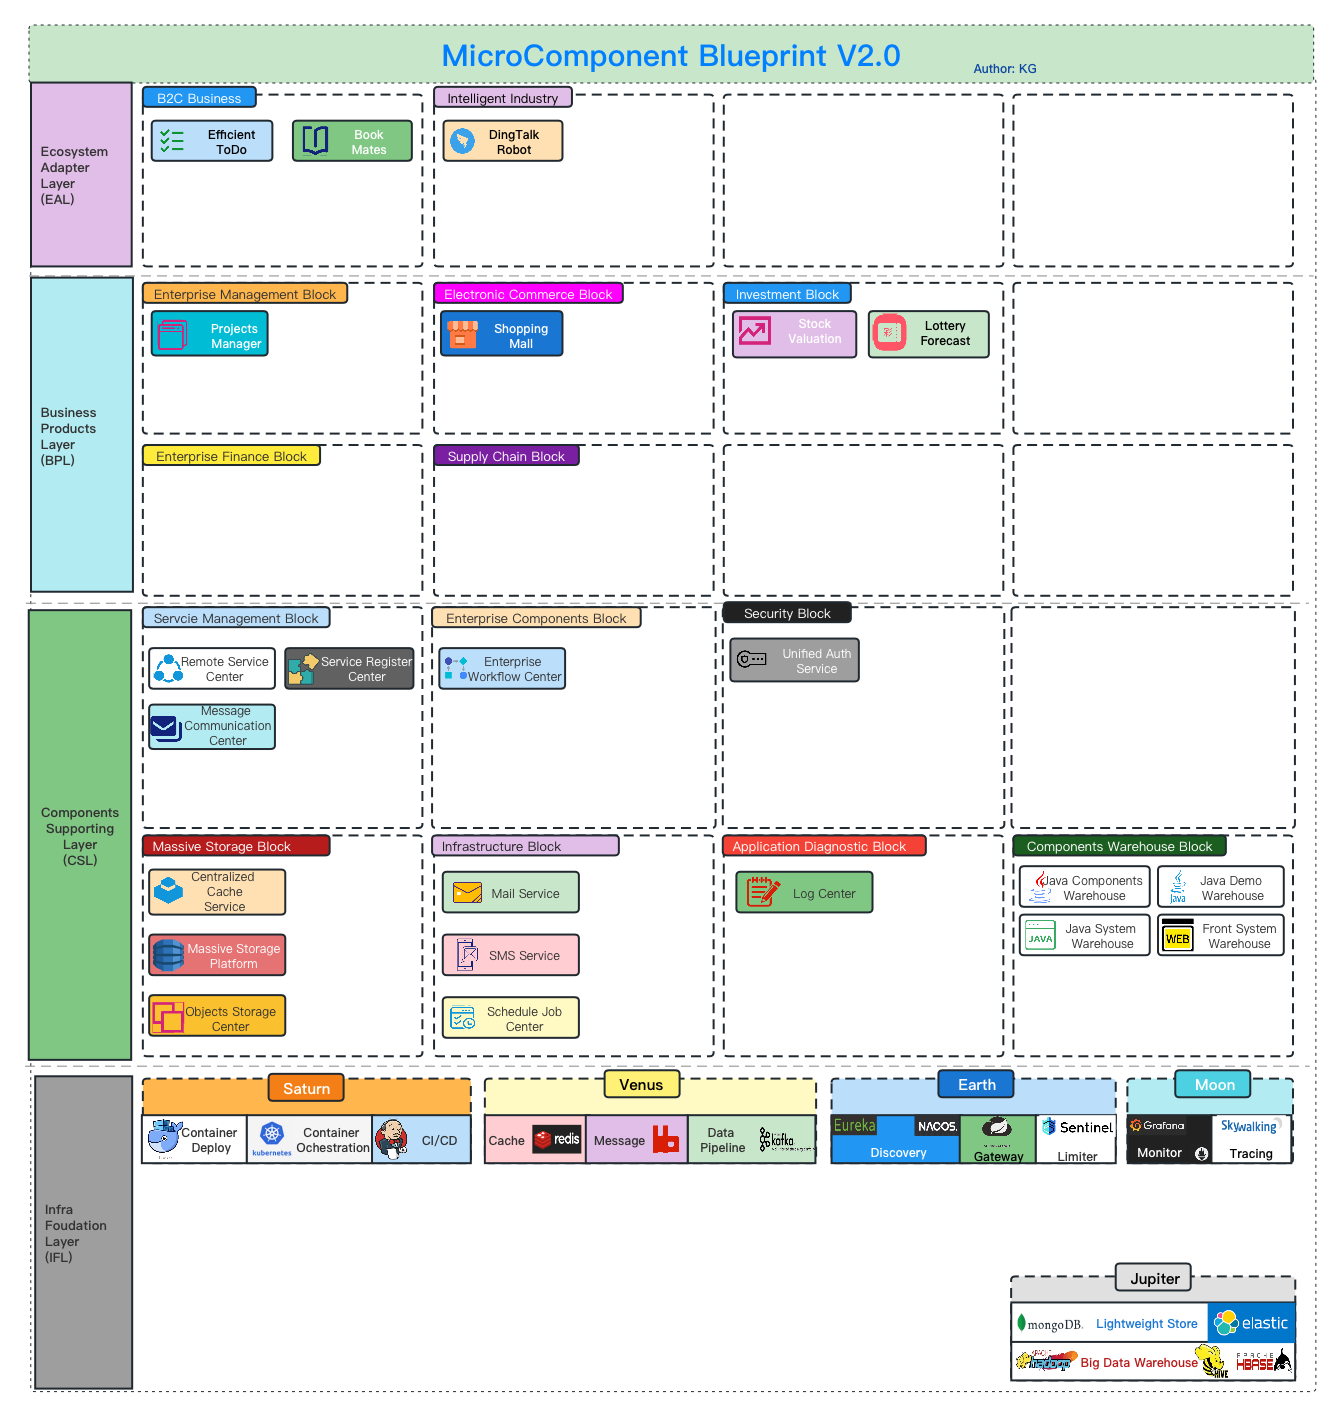 MicroComponent Blueprint V2.0
Author: KG
Ecosystem
Adapter
Layer
(EAL)
B2C Business
Efficient
ToDo
Book
Mates
Intelligent Industry
DingTalk
Robot
Business
Products
Layer
(BPL)
Enterprise Management Block
Projects
Manager
Electronic Commerce Block
Shopping
Mall
Investment Block
Stock
Valuation
Lottery
Forecast
Enterprise Finance Block
Supply Chain Block
Components
Supporting
Layer
(CSL)
Servcie Management Block
Remote Service
Center
Service Register
Center
Message
Communication
Center
Enterprise Components Block
Enterprise
Workflow Center
Security Block
Unified Auth
Service
Massive Storage Block
Centralized
Cache
Service
Massive Storage
Platform
Objects Storage
Center
Infrastructure Block
Mail Service
SMS Service
Schedule Job
Center
Application Diagnostic Block
Log Center
Components Warehouse Block
Java Components
Warehouse
Java Demo
Warehouse
Java
JAVA
Java System
Warehouse
WEB
Front System
Warehouse
Infra
Foudation
Layer
(IFL)
Saturn
Container
Deploy
kubernetes
Container
Ochestration
CI/CD
Venus
Cache
redis
Message
Data
Pipeline
kafka
Earth
Eureka
NACOS.
Discovery
Gateway
Sentinel
Limiter
Moon
Grafana
Monitor
Skywalking
Tracing
Jupiter
mongoDB.
Lightweight Store
elastic
APACHE
hadoop
Big Data Warehouse
HIVE
APACHE
HBASE